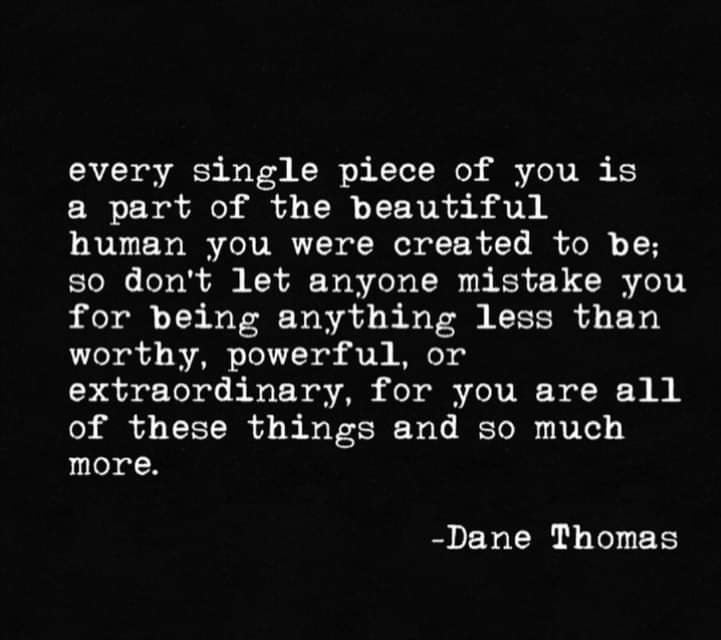 every single piece of you is
a part of the beautiful
human you were created to be;
so don't let anyone mistake you
for being anything less than
worthy, powerful, or
extraordinary, for you are all
of these things and so much
more.
-Dane Thomas